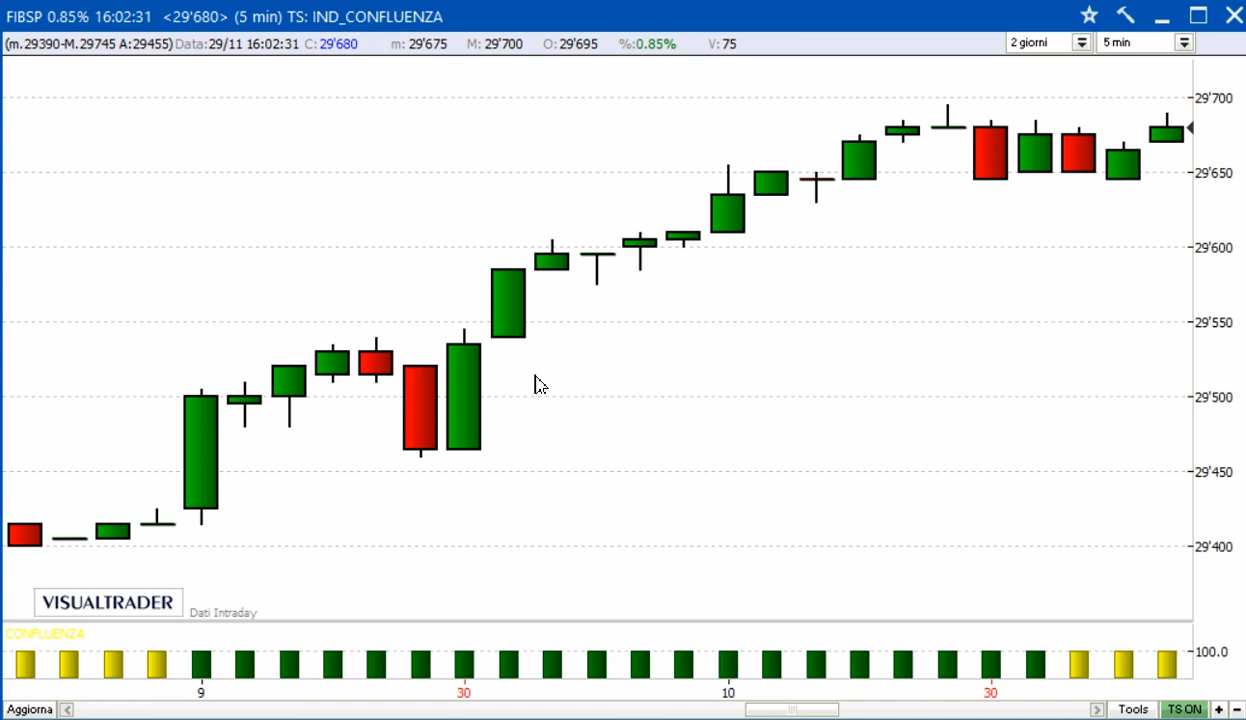 FIBSP 0.85% 16:02:31 <29'680> (5 min) TS: IND_CONFLUENZA
(m.29390-M.29745 A:29455) Data:29/11 16:02:31 C: 29'680 m: 29'675 M: 29'700 O: 29'695 %:0.85% V: 75 2 giorni 5 min
29'700
29'650
29'600
29'550
29'500
29'450
29'400
VISUALTRADER Dati Intraday
CONFLUENZA
100.0
9 30 10 30
Aggiorna Tools TS ON + -